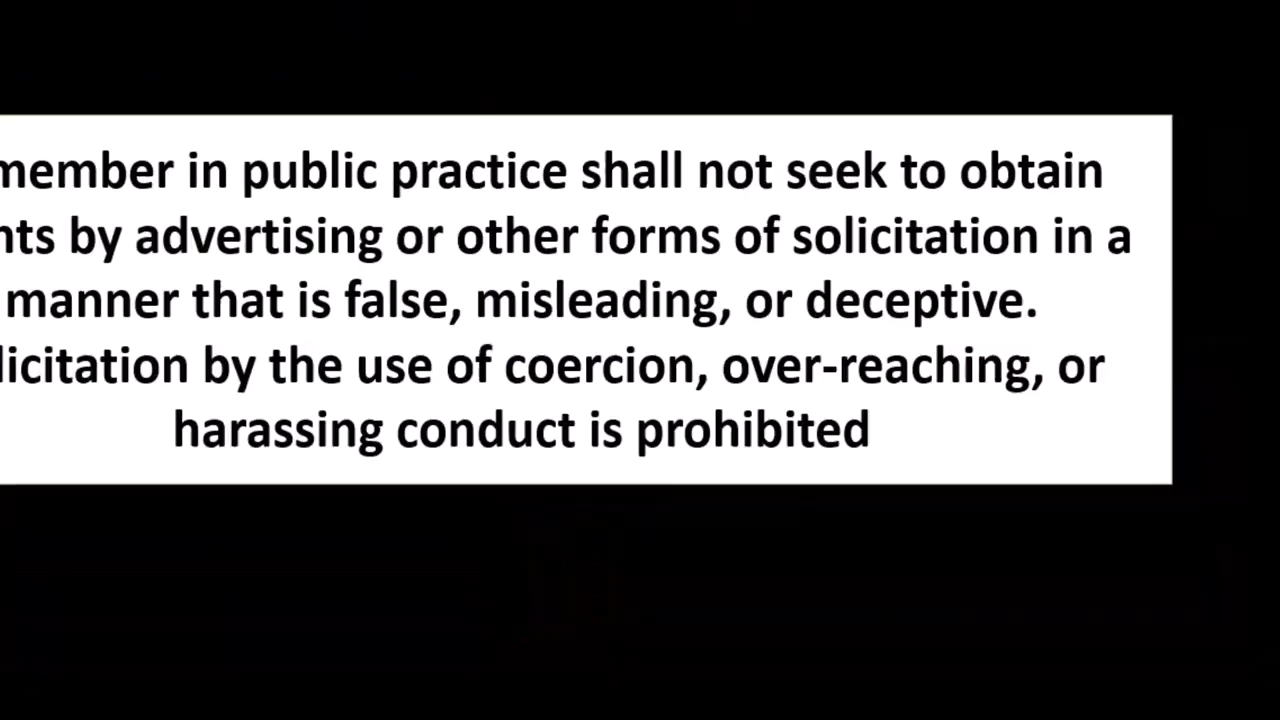 member in public practice shall not seek to obtain
nts by advertising or other forms of solicitation in a
manner that is false, misleading, or deceptive.
licitation by the use of coercion, over-reaching, or
harassing conduct is prohibited